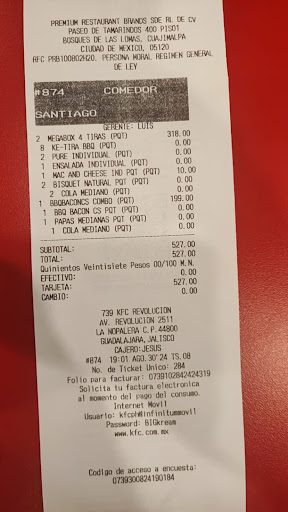 PREMIUM RESTAURANT BRANDS SDE RL DE CV
PASEO DE TAMARINDOS 400 PISO1
BOSQUES DE LAS LOMAS, CUAJIMALPA
CIUDAD DE MEXICO, 05120
RFC PRB100802H20. PERSONA MORAL REGIMEN GENERAL
DE LEY
#874 COMEDOR
SANTIAGO
GERENTE: LUIS
2 MEGABOX 4 TIRAS (PQT) 318.00
8 KE-TIRA BBQ (PQT) 0.00
2 PURE INDIVIDUAL (PQT) 0.00
1 ENSALADA INDIVIDUAL (PQT) 0.00
1 MAC AND CHEESE IND PQT (PQT) 10.00
2 BISQUET NATURAL PQT (PQT) 0.00
2 COLA MEDIANO (PQT) 0.00
1 BBQBACONCS COMBO (PQT) 199.00
1 BBQ BACON CS PQT (PQT) 0.00
1 PAPAS MEDIANAS PQT (PQT) 0.00
1 COLA MEDIANO (PQT) 0.00
SUBTOTAL: 527.00
TOTAL: 527.00
Quinientos Veintisiete Pesos 00/100 M.N.
EFECTIVO: 0.00
TARJETA: 527.00
CAMBIO: 0.00
739 KFC REVOLUCION
AV. REVOLUCION 2511
LA NOPALERA C.P.44800
GUADALAJARA, JALISCO
CAJERO:JESUS
#874 19:01 AGO.30'24 TS.08
No. de Ticket Unico: 284
Folio para facturar: 0739102842424319
Solicita tu factura electronica
al momento del pago del consumo.
Internet Movil
Usuario: kfcph@infinitummovil
Password: BIGkream
www.kfc.com.mx
Codigo de acceso a encuesta:
0739300824190184